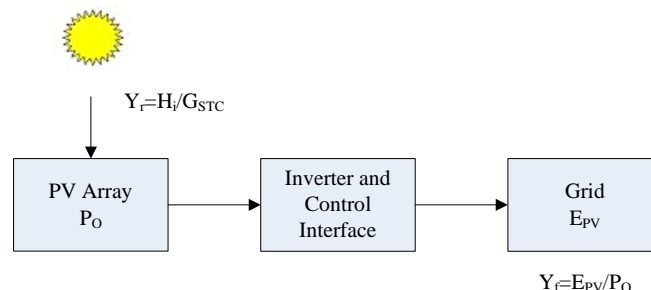 Yr=Hi/GSTC
PV Array
PO
Inverter and
Control
Interface
Grid
EPV
Yf=EPV/PO